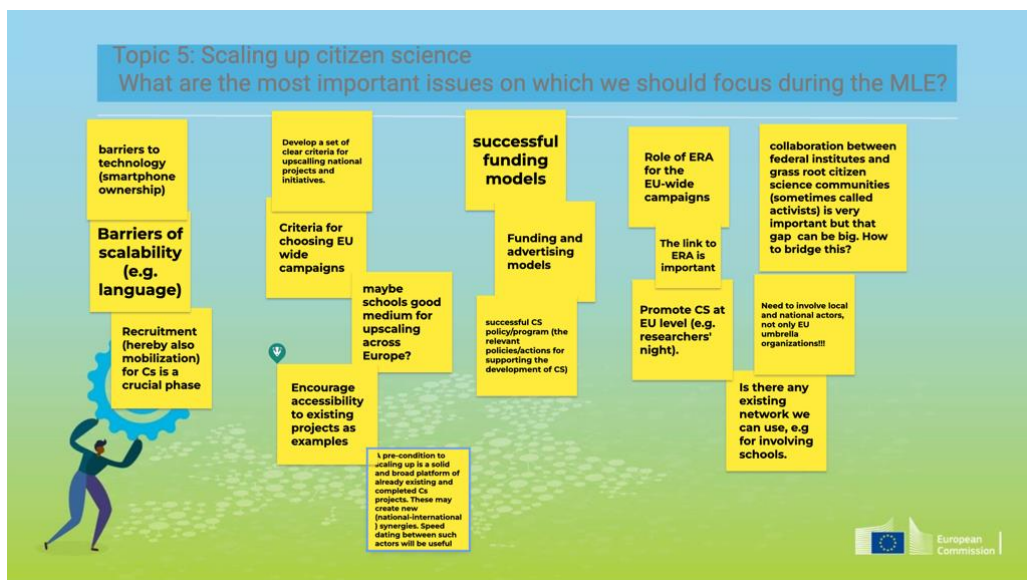 Topic 5: Scaling up citizen science
What are the most important issues on which we should focus during the MLE?
barriers to
technology
(smartphone
ownership)
Barriers of
scalability
(e.g.
language)
Recruitment
(hereby also
mobilization)
for Cs is a
crucial phase
Develop a set of
clear criteria for
upscalling national
projects and
initiatives.
Criteria for
choosing EU
wide
campaigns
maybe
schools good
medium for
upscaling
across
Europe?
Encourage
accessibility
to existing
projects as
examples
A pre-condition to
scaling up is a solid
and broad platform of
already existing and
completed Cs
projects. These may
create new
(national-international
) synergies. Speed
dating between such
actors will be useful
successful
funding
models
Funding and
advertising
models
successful CS
policy/program (the
relevant
policies/actions for
supporting the
development of CS)
Role of ERA
for the
EU-wide
campaigns
The link to
ERA is
important
Promote CS at
EU level (e.g.
researchers'
night).
collaboration between
federal institutes and
grass root citizen
science communities
(sometimes called
activists) is very
important but that
gap can be big. How
to bridge this?
Need to involve local
and national actors,
not only EU
umbrella
organizations!!!
Is there any
existing
network we
can use, e.g
for involving
schools.
European
Commission